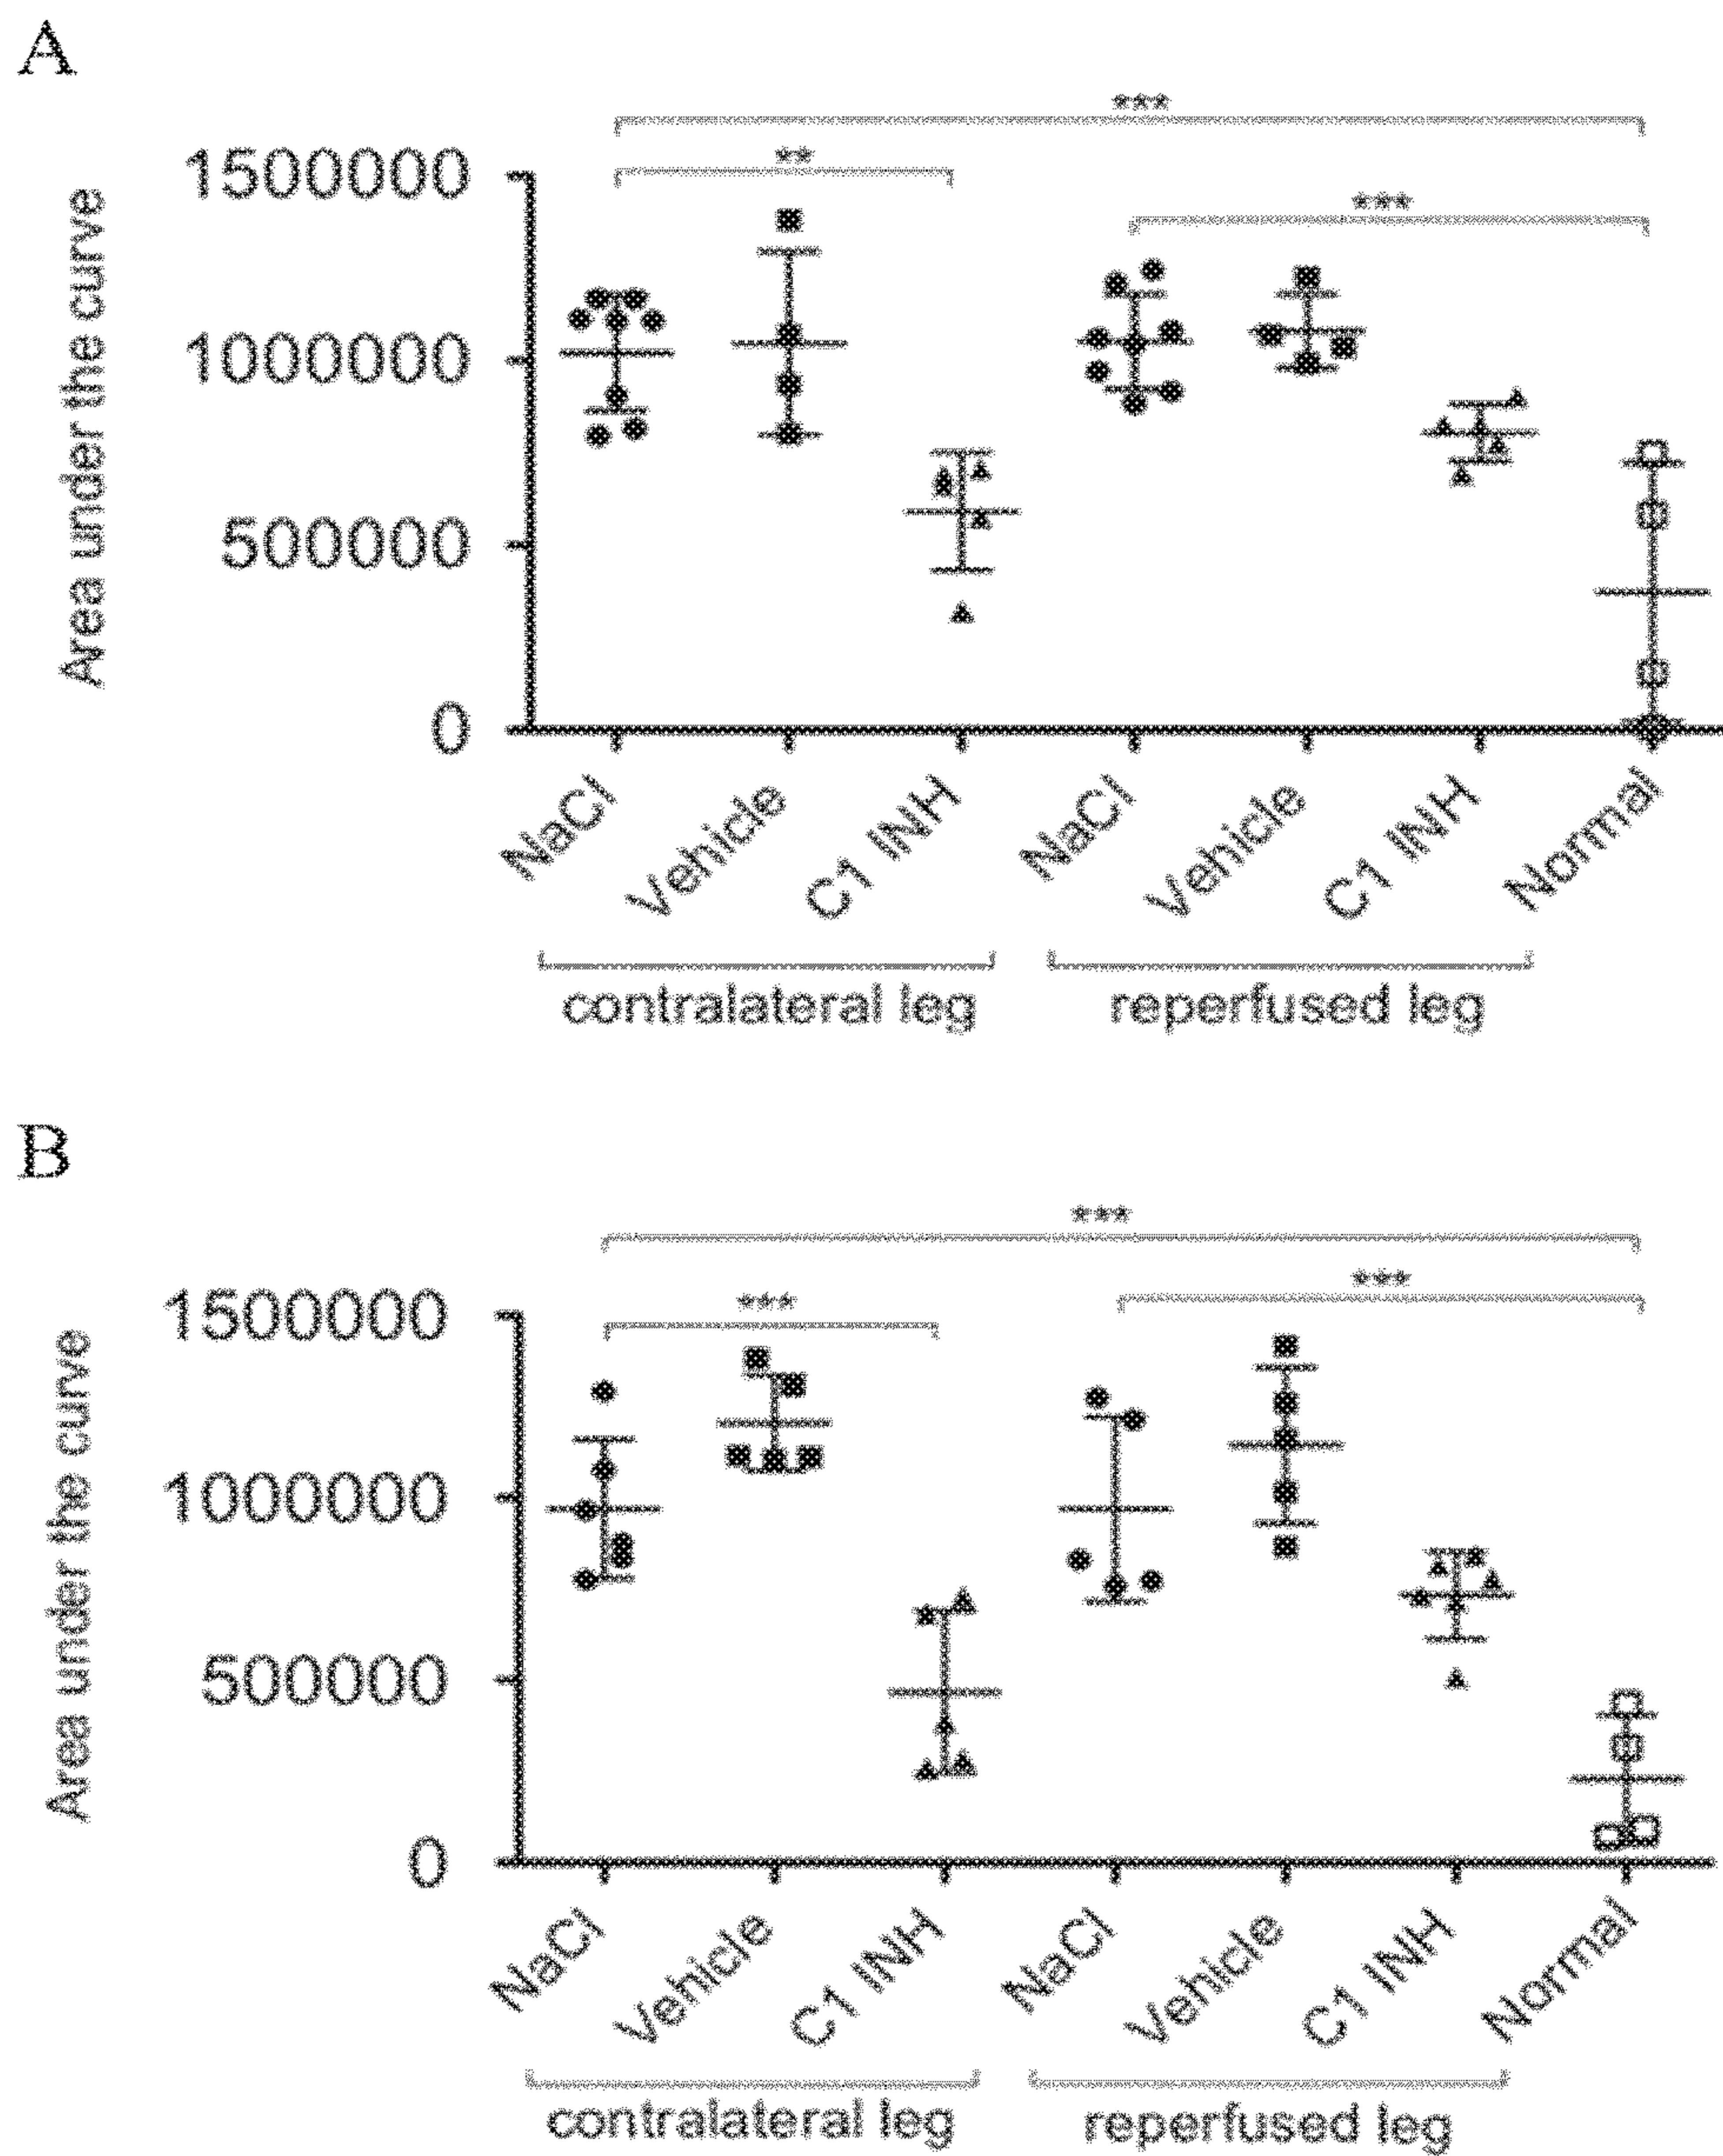 A
***
**
***
1500000
1000000
500000
0
Area under the curve
NaCl
Vehicle
C1 INH
NaCl
Vehicle
C1 INH
Normal
contralateral leg
reperfused leg
B
***
***
***
1500000
1000000
500000
0
Area under the curve
NaCl
Vehicle
C1 INH
NaCl
Vehicle
C1 INH
Normal
contralateral leg
reperfused leg